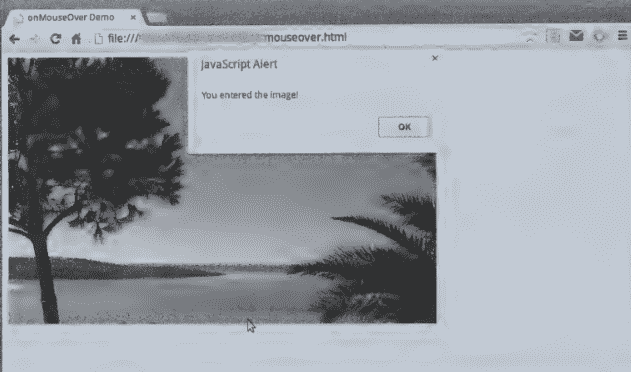 onMouseOver Demo
file:/// mouseover.html
JavaScript Alert
You entered the image!
OK